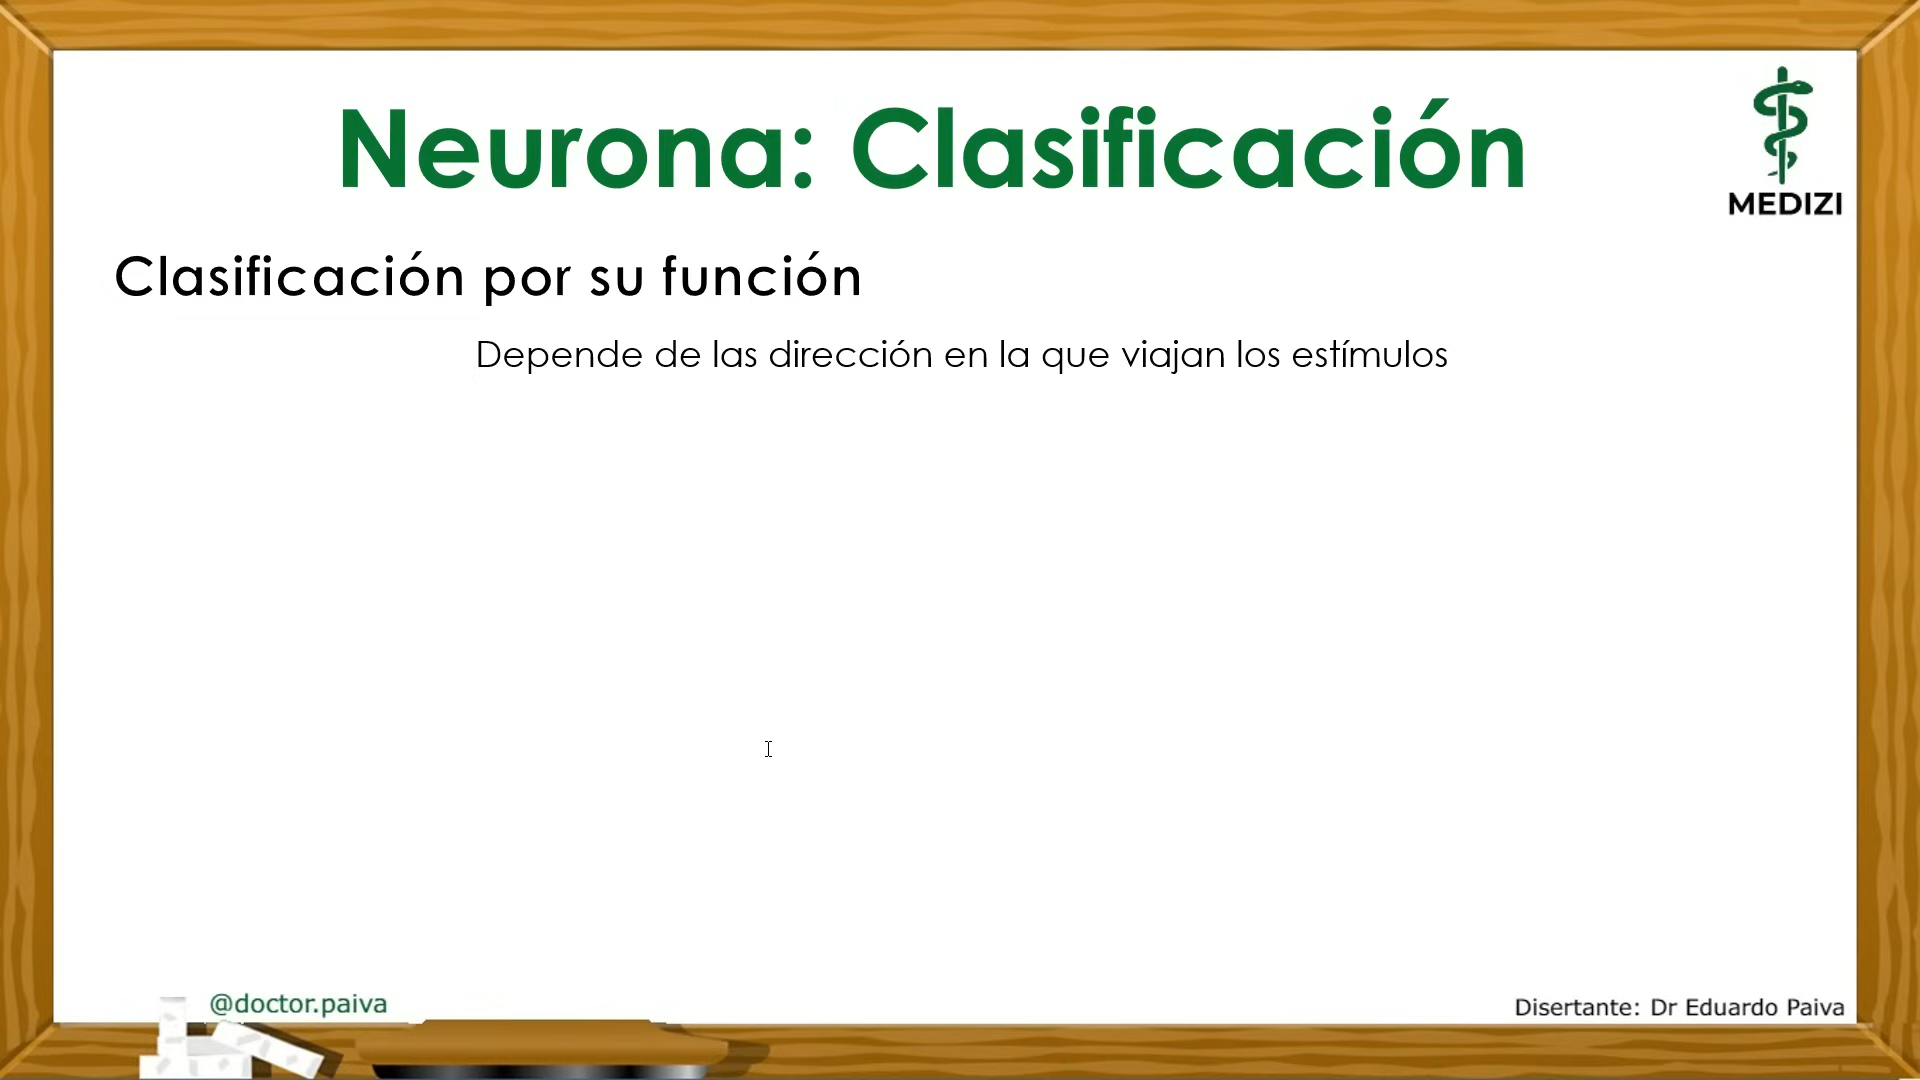 Neurona: Clasificación
MEDIZI
Clasificación por su función
Depende de las dirección en la que viajan los estímulos
@doctor.paiva
Disertante: Dr Eduardo Paiva